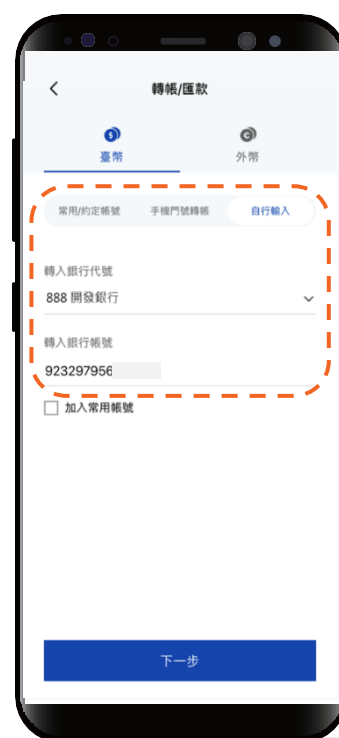 轉帳/匯款
臺幣 外幣
常用/約定帳號 手機門號轉帳 自行輸入
轉入銀行代號
888 開發銀行
轉入銀行帳號
923297956
加入常用帳號
下一步